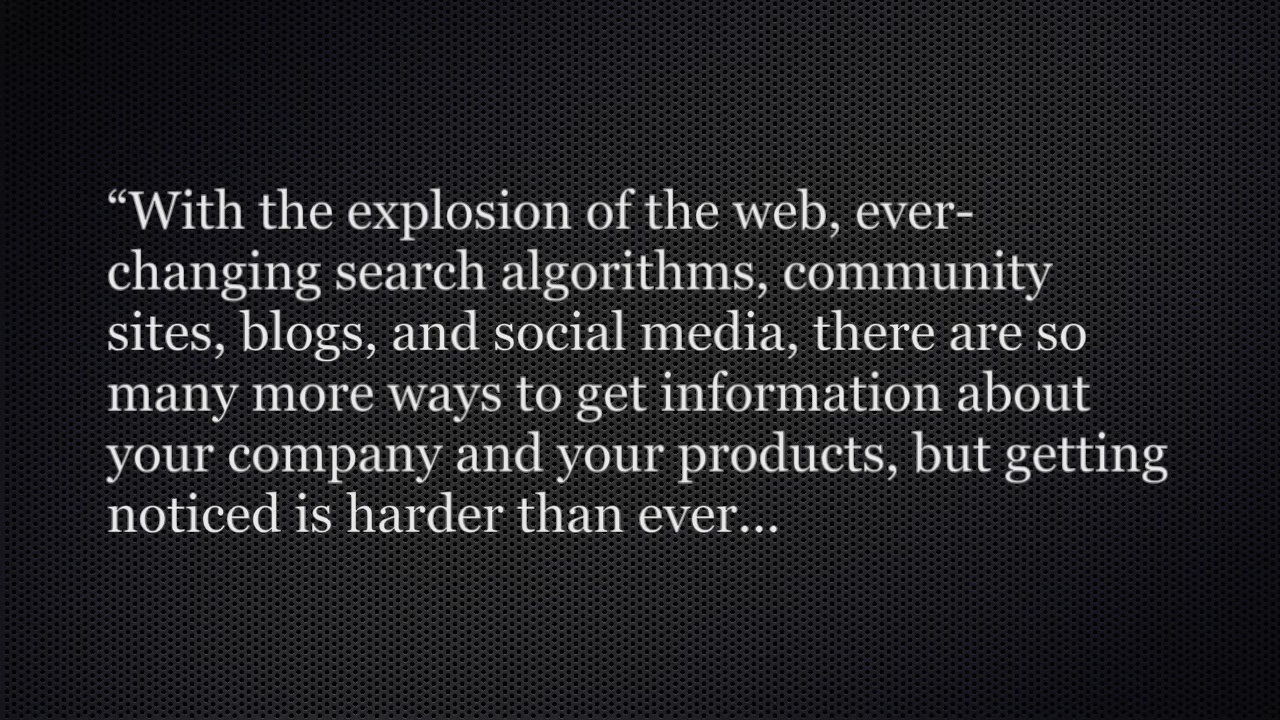 “With the explosion of the web, ever-
changing search algorithms, community
sites, blogs, and social media, there are so
many more ways to get information about
your company and your products, but getting
noticed is harder than ever...